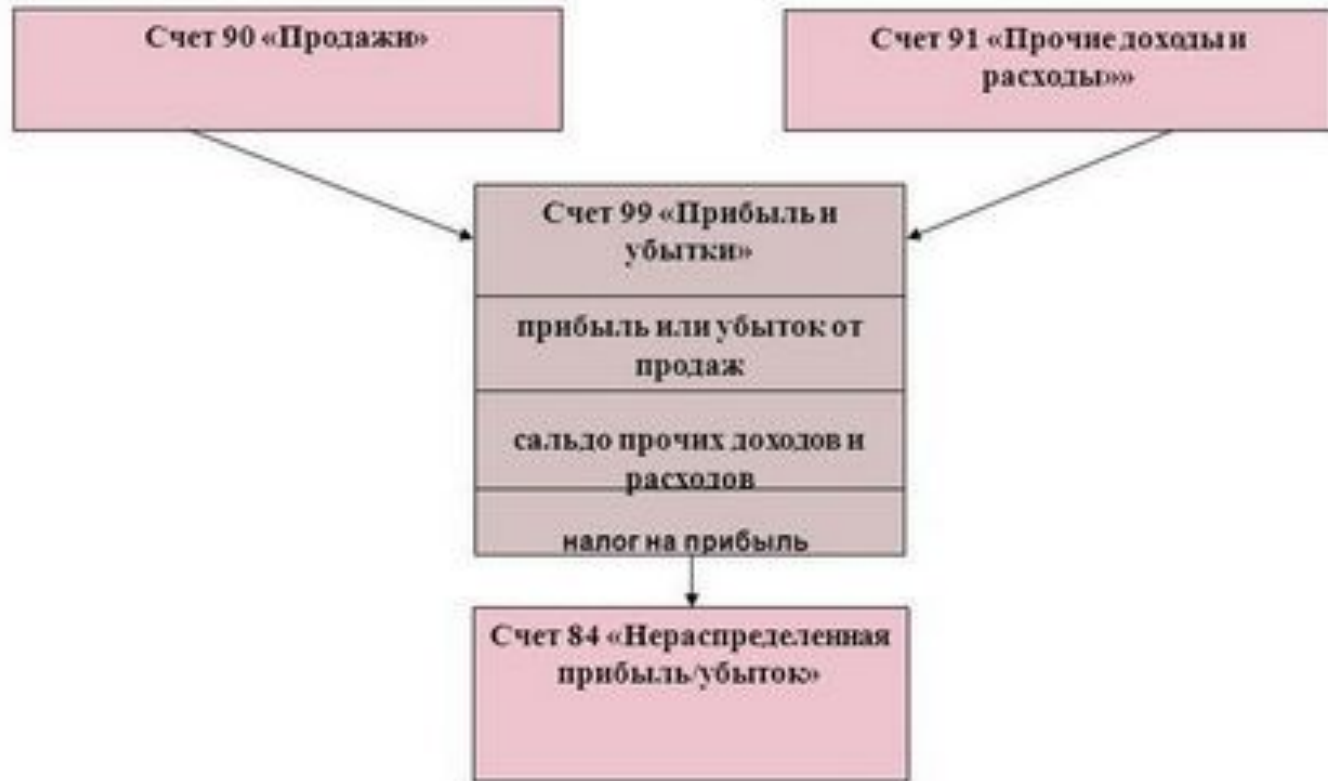 Счет 90 «Продажи»
Счет 91 «Прочие доходы и
расходы»»
Счет 99 «Прибыль и
убытки»
прибыль или убыток от
продаж
сальдо прочих доходов и
расходов
налог на прибыль
Счет 84 «Нераспределенная
прибыль/убыток»